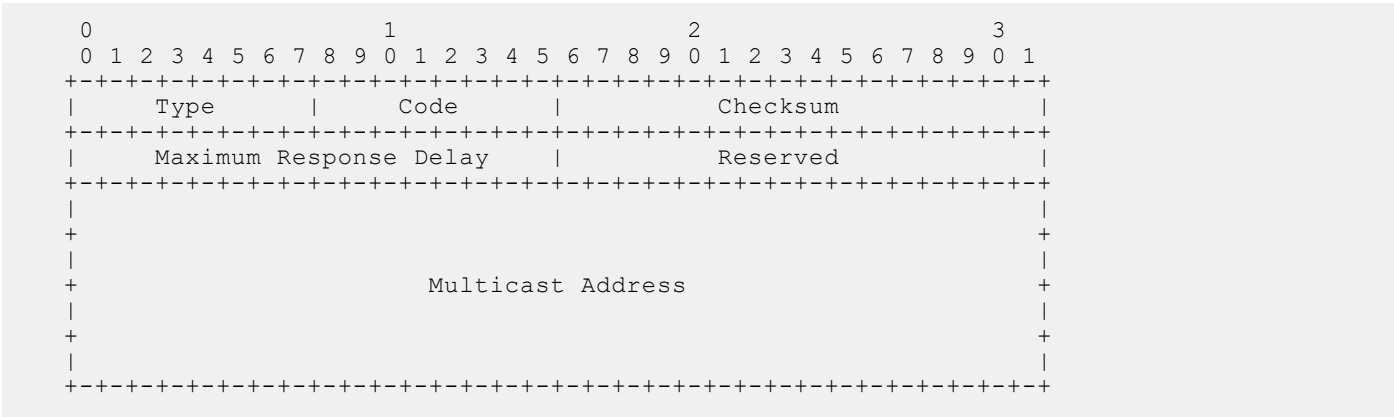 0                   1                   2                   3
 0 1 2 3 4 5 6 7 8 9 0 1 2 3 4 5 6 7 8 9 0 1 2 3 4 5 6 7 8 9 0 1
+-+-+-+-+-+-+-+-+-+-+-+-+-+-+-+-+-+-+-+-+-+-+-+-+-+-+-+-+-+-+-+-+
|     Type      |     Code      |          Checksum             |
+-+-+-+-+-+-+-+-+-+-+-+-+-+-+-+-+-+-+-+-+-+-+-+-+-+-+-+-+-+-+-+-+
|     Maximum Response Delay    |          Reserved             |
+-+-+-+-+-+-+-+-+-+-+-+-+-+-+-+-+-+-+-+-+-+-+-+-+-+-+-+-+-+-+-+-+
|                                                               |
+                                                               +
|                                                               |
+                       Multicast Address                       +
|                                                               |
+                                                               +
|                                                               |
+-+-+-+-+-+-+-+-+-+-+-+-+-+-+-+-+-+-+-+-+-+-+-+-+-+-+-+-+-+-+-+-+